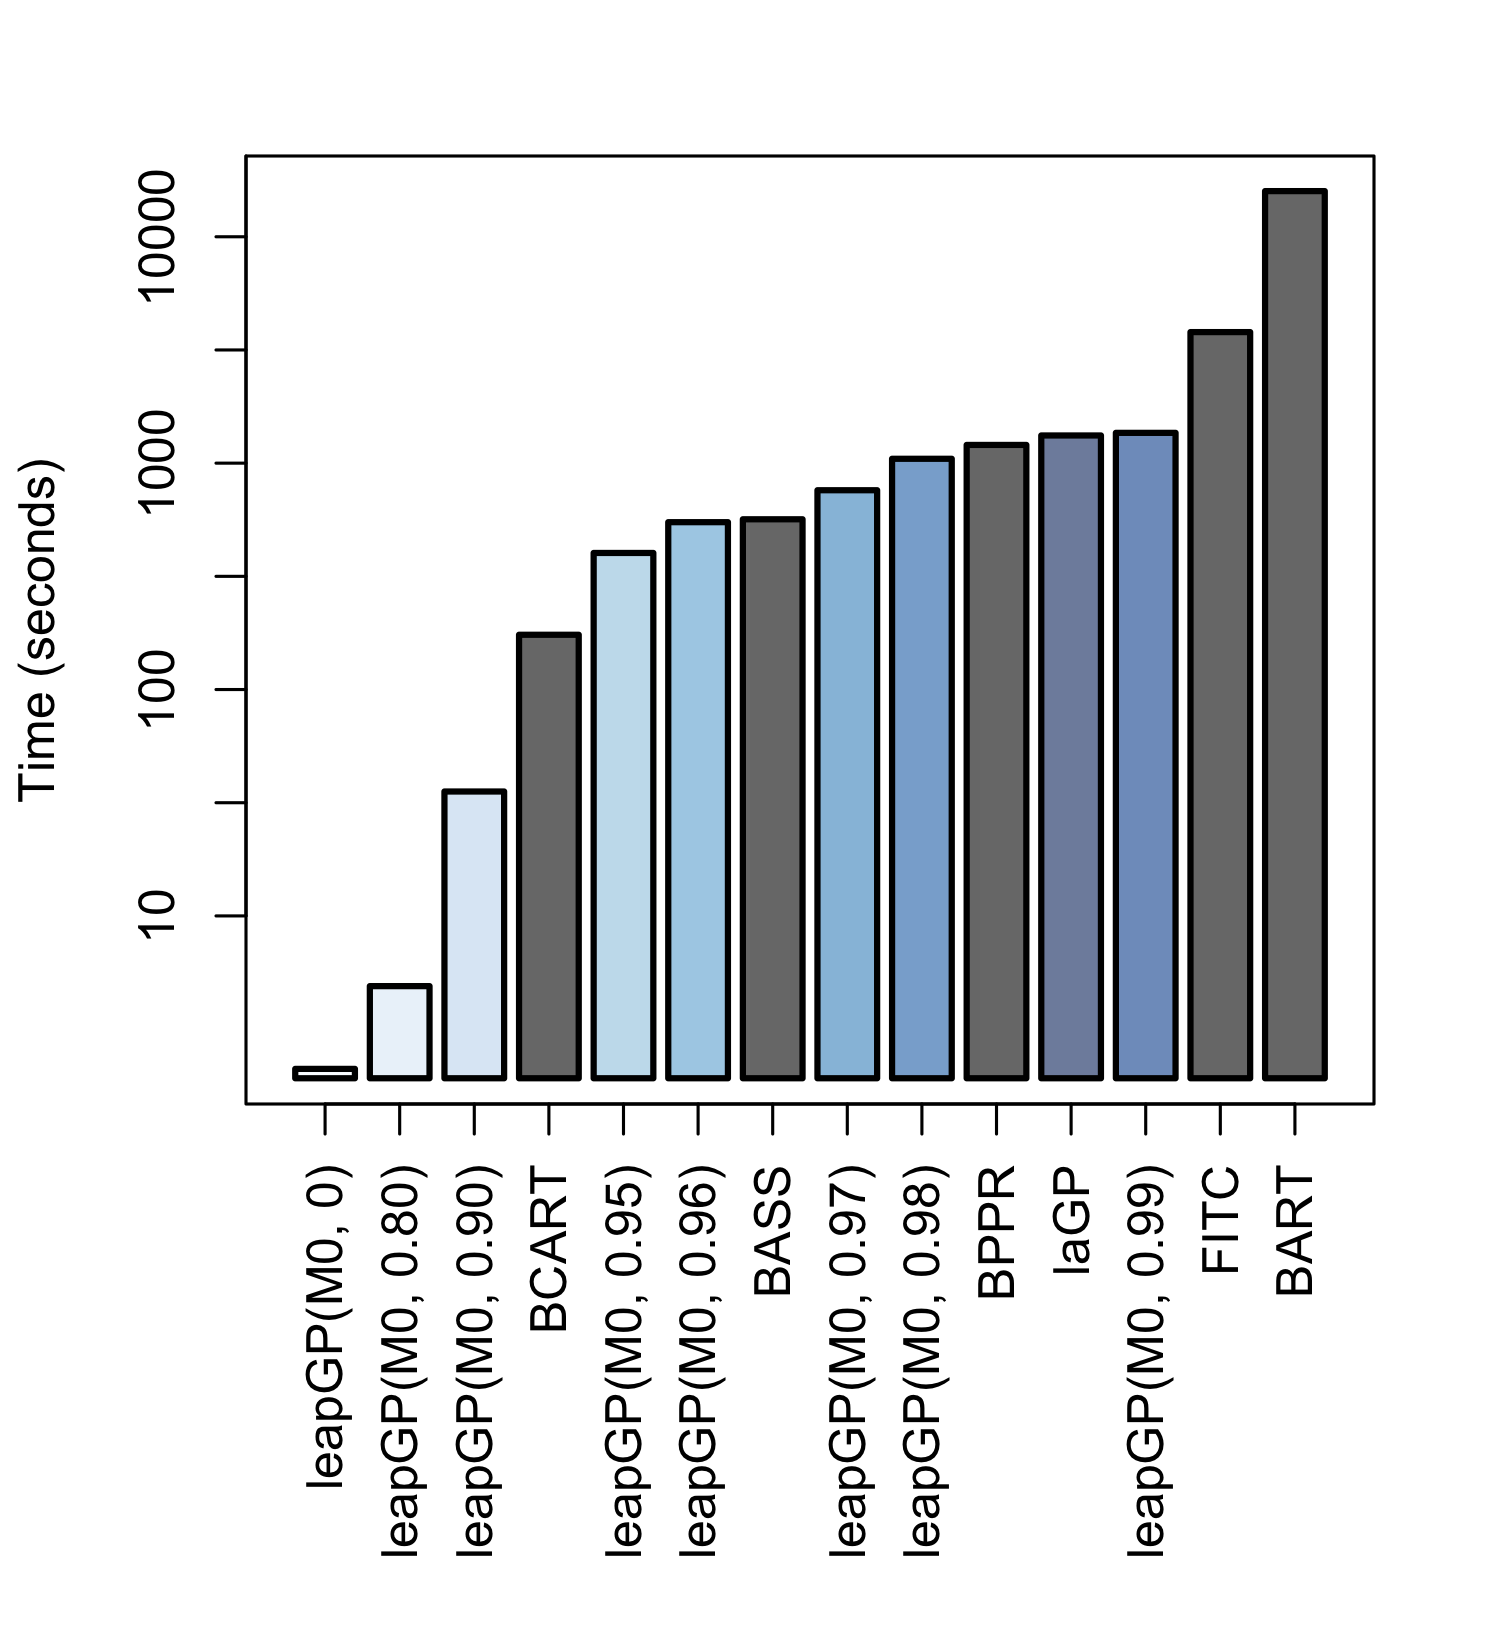 Time (seconds)
10000
1000
100
10
leapGP(M0, 0)
leapGP(M0, 0.80)
leapGP(M0, 0.90)
BCART
leapGP(M0, 0.95)
leapGP(M0, 0.96)
BASS
leapGP(M0, 0.97)
leapGP(M0, 0.98)
BPPR
laGP
leapGP(M0, 0.99)
FITC
BART